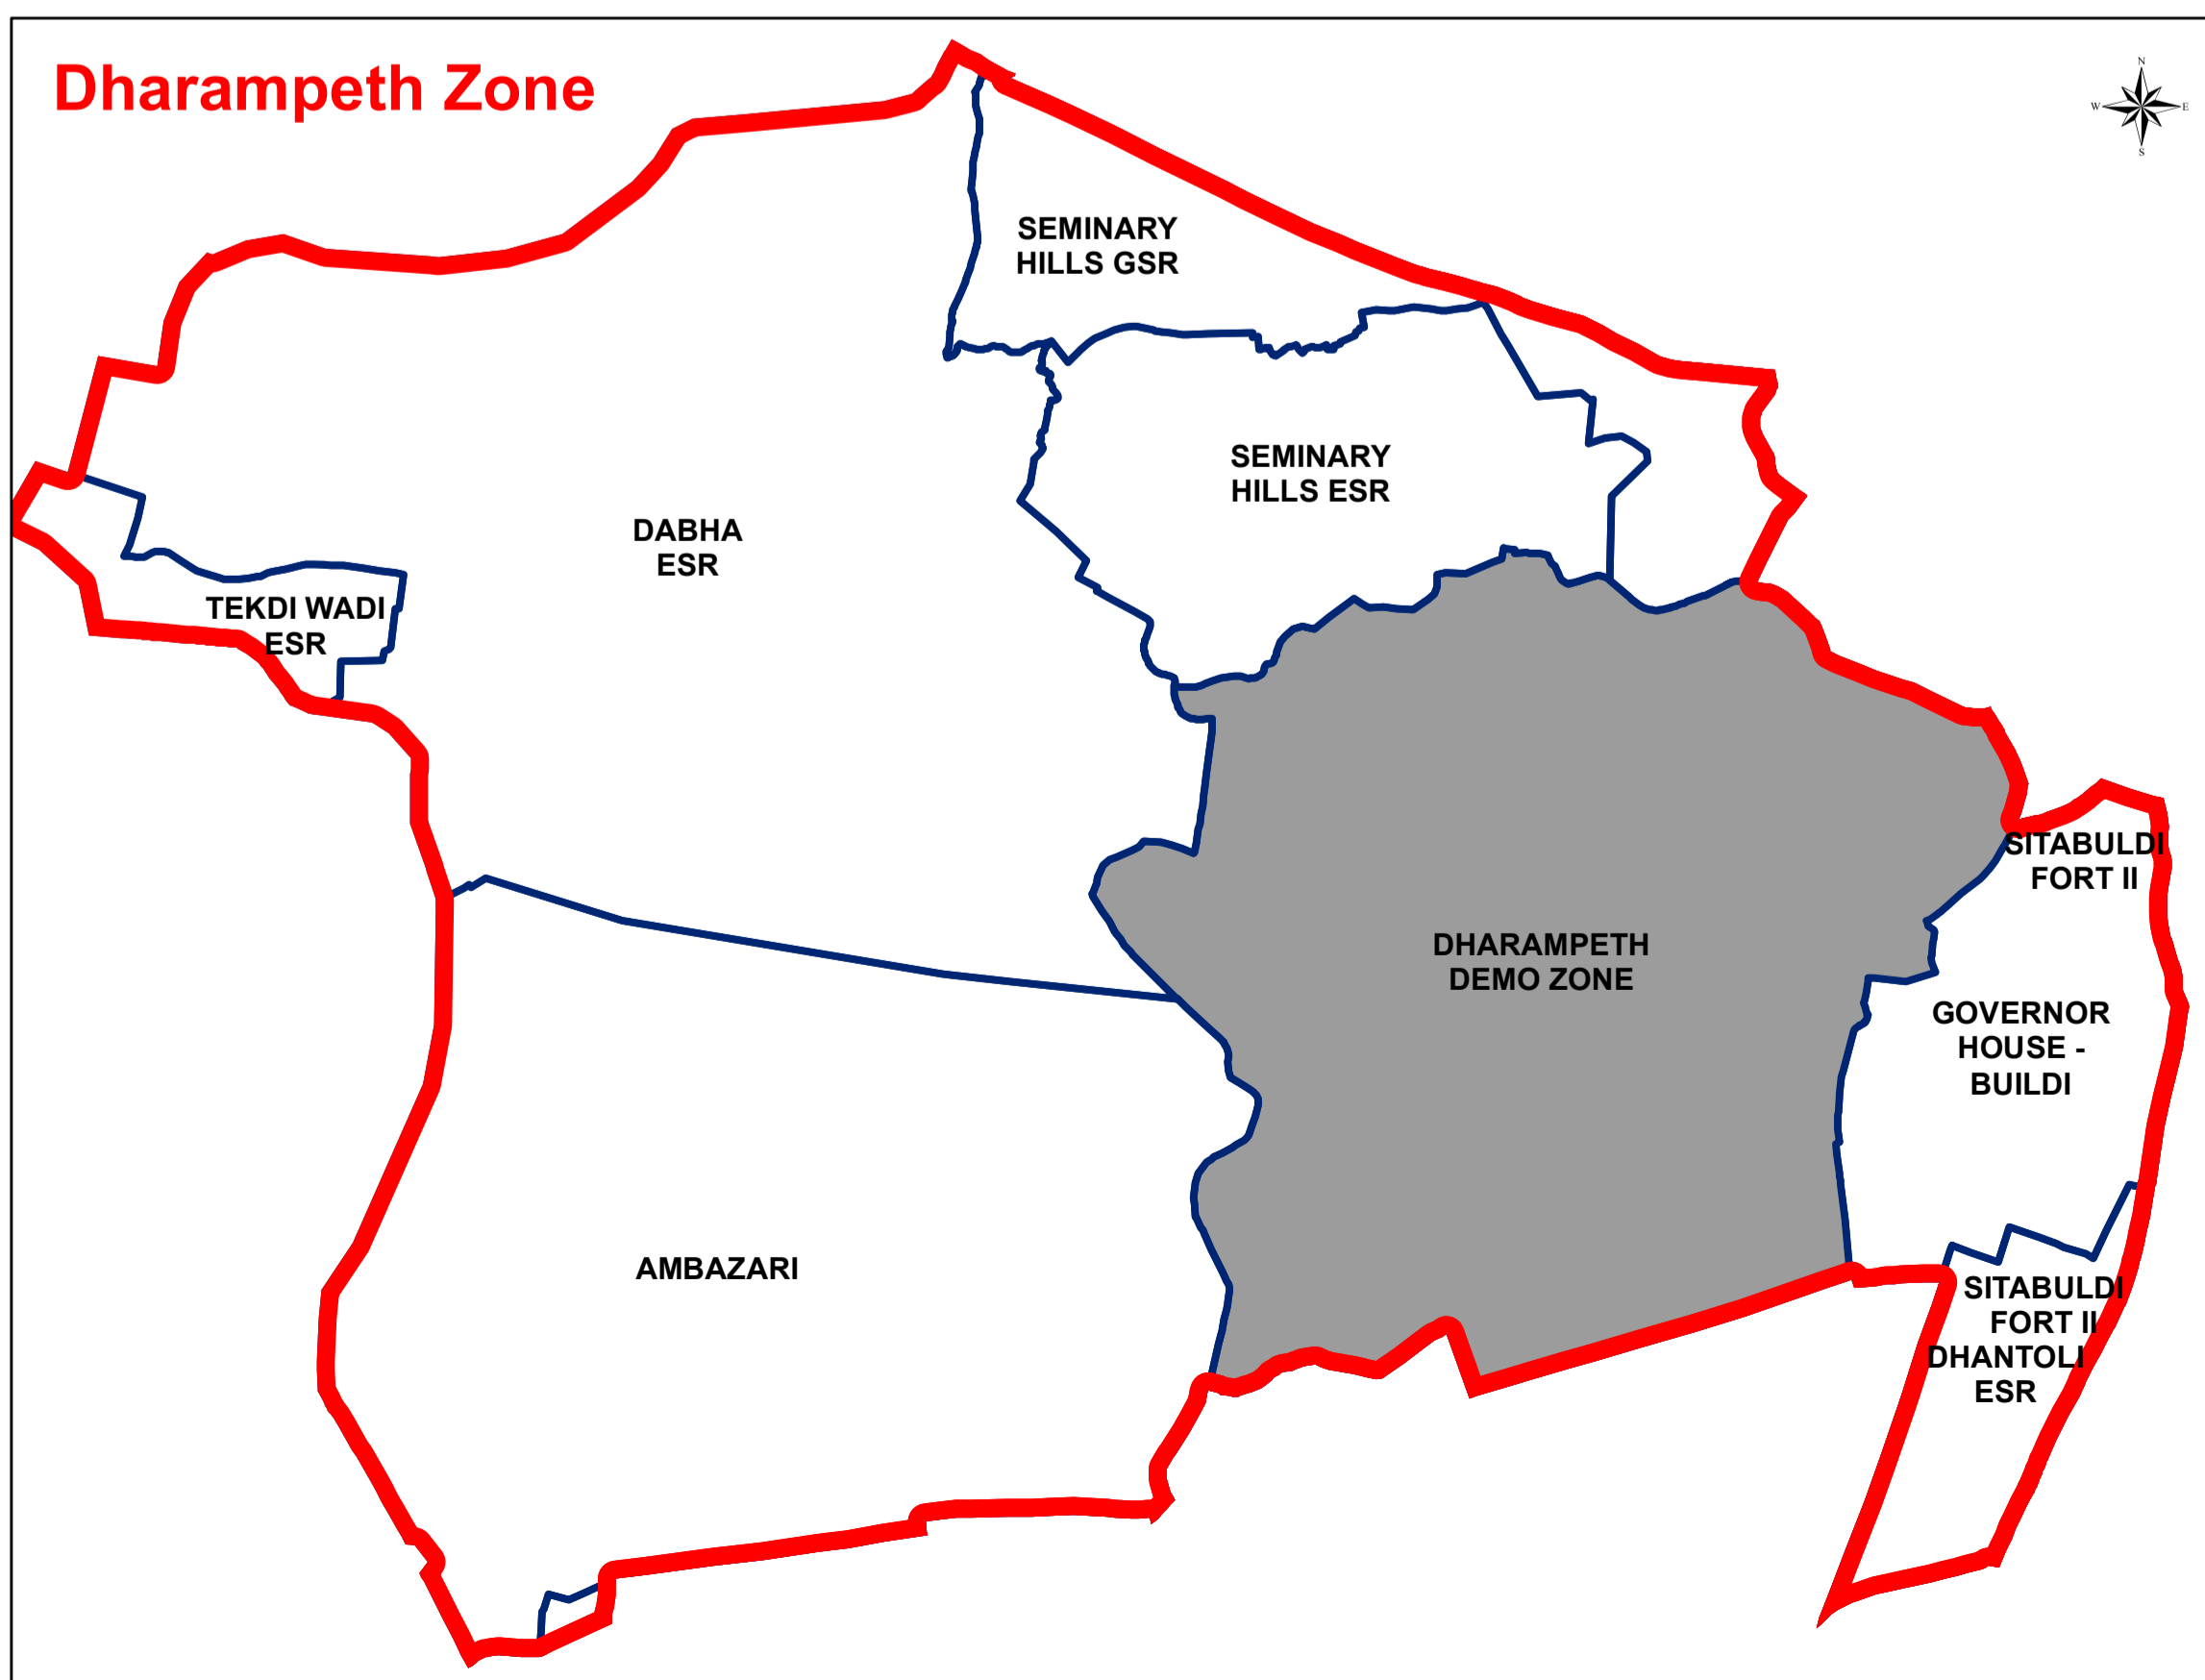 Dharampeth Zone
N
W
E
S
SEMINARY
HILLS GSR
SEMINARY
HILLS ESR
DABHA
ESR
TEKDI WADI
ESR
SITABULDI
FORT II
DHARAMPETH
DEMO ZONE
GOVERNOR
HOUSE -
BUILDI
AMBAZARI
SITABULDI
FORT II
DHANTOLI
ESR